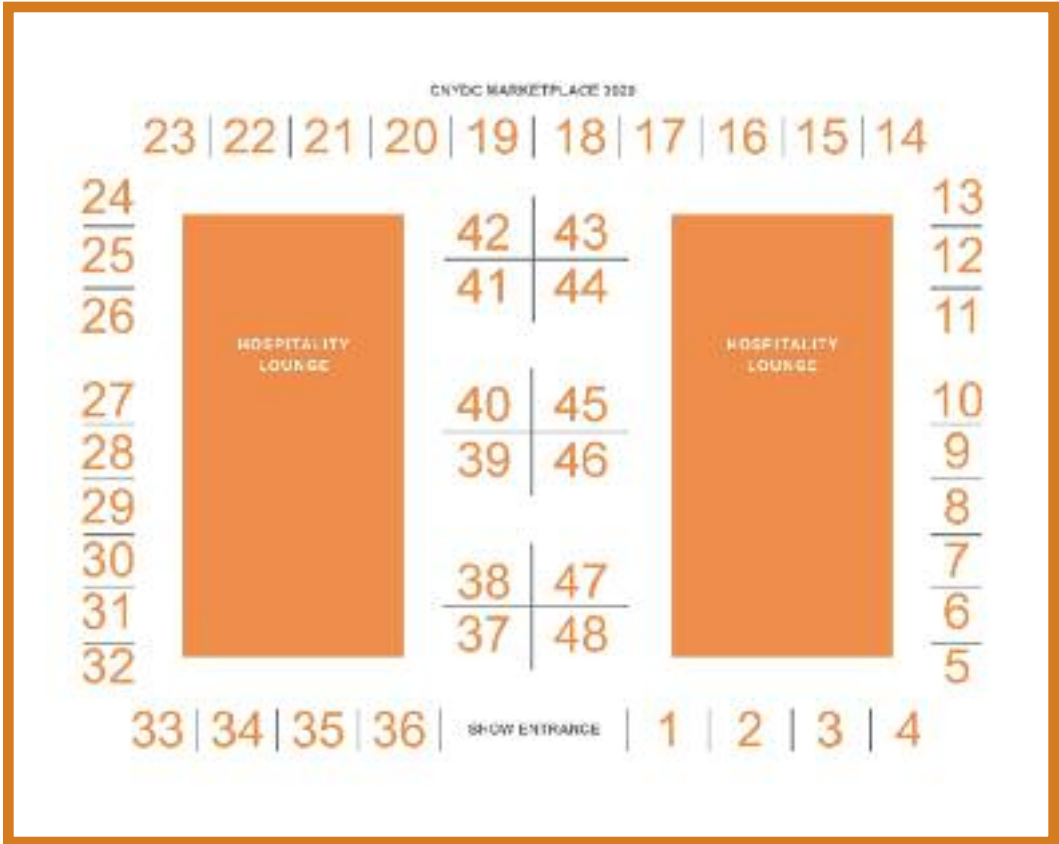 CNYDC MARKETPLACE
23 22 21 20 19 18 17 16 15 14
24 13
42 43
25 12
41 44
26 11
HOSPITALITY HOSPITALITY
LOUNGE LOUNGE
27 40 45 10
28 39 46 9
29 8
30 38 47 7
31 37 48 6
32 5
33 34 35 36 SHOW ENTRANCE 1 2 3 4